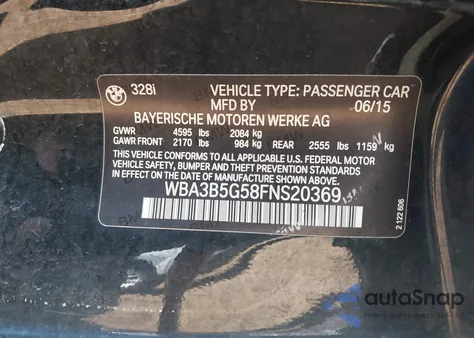 328i VEHICLE TYPE: PASSENGER CAR
MFD BY 06/15
BAYERISCHE MOTOREN WERKE AG
GVWR 4595 lbs 2084 kg
GAWR FRONT 2170 lbs 984 kg REAR 2555 lbs 1159 kg
THIS VEHICLE CONFORMS TO ALL APPLICABLE FEDERAL MOTOR
VEHICLE SAFETY, BUMPER, AND THEFT PREVENTION STANDARDS
IN EFFECT ON THE DATE OF MANUFACTURE SHOWN ABOVE.
WBA3B5G58FNS20369
2 122 606
autoSnap